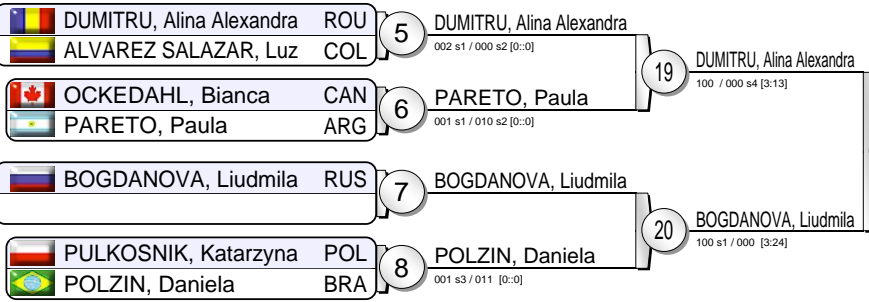 DUMITRU, Alina Alexandra ROU
ALVAREZ SALAZAR, Luz COL
5
DUMITRU, Alina Alexandra
002 s1 / 000 s2 [0::0]
OCKEDAHL, Bianca CAN
PARETO, Paula ARG
6
PARETO, Paula
001 s1 / 010 s2 [0::0]
19
DUMITRU, Alina Alexandra
100 / 000 s4 [3:13]
BOGDANOVA, Liudmila RUS
7
BOGDANOVA, Liudmila
PULKOSNIK, Katarzyna POL
POLZIN, Daniela BRA
8
POLZIN, Daniela
001 s3 / 011 [0::0]
20
BOGDANOVA, Liudmila
100 s1 / 000 [3:24]